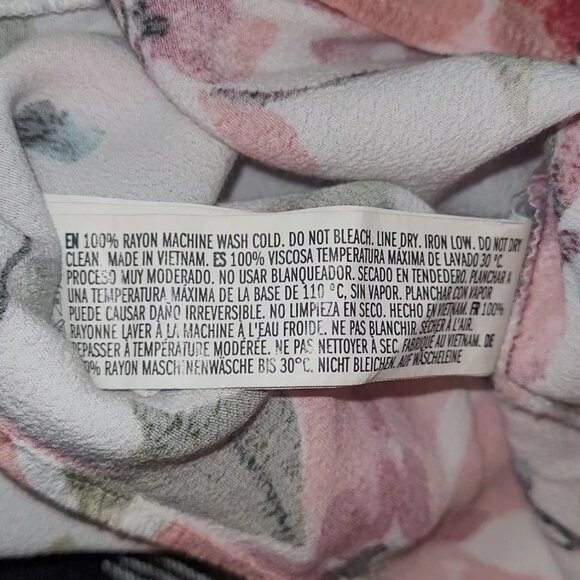 EN 100% RAYON MACHINE WASH COLD. DO NOT BLEACH. LINE DRY. IRON LOW. DO NOT DRY
CLEAN. MADE IN VIETNAM. ES 100% VISCOSA TEMPERATURA MÁXIMA DE LAVADO 30 ºC
PROCESO MUY MODERADO. NO USAR BLANQUEADOR. SECADO EN TENDEDERO. PLANCHAR A
UNA TEMPERATURA MÁXIMA DE LA BASE DE 110 ºC, SIN VAPOR. PLANCHAR CON VAPOR
PUEDE CAUSAR DAÑO IRREVERSIBLE. NO LIMPIEZA EN SECO. HECHO EN VIETNAM. FR 100%
RAYONNE LAVER À LA MACHINE À L'EAU FROIDE. NE PAS BLANCHIR. SÉCHER À L'AIR.
REPASSER À TEMPÉRATURE MODÉRÉE. NE PAS NETTOYER À SEC. FABRIQUÉ AU VIETNAM. DE
RAYON MASCHINENWÄSCHE BIS 30ºC. NICHT BLEICHEN. AUF WÄSCHELEINE